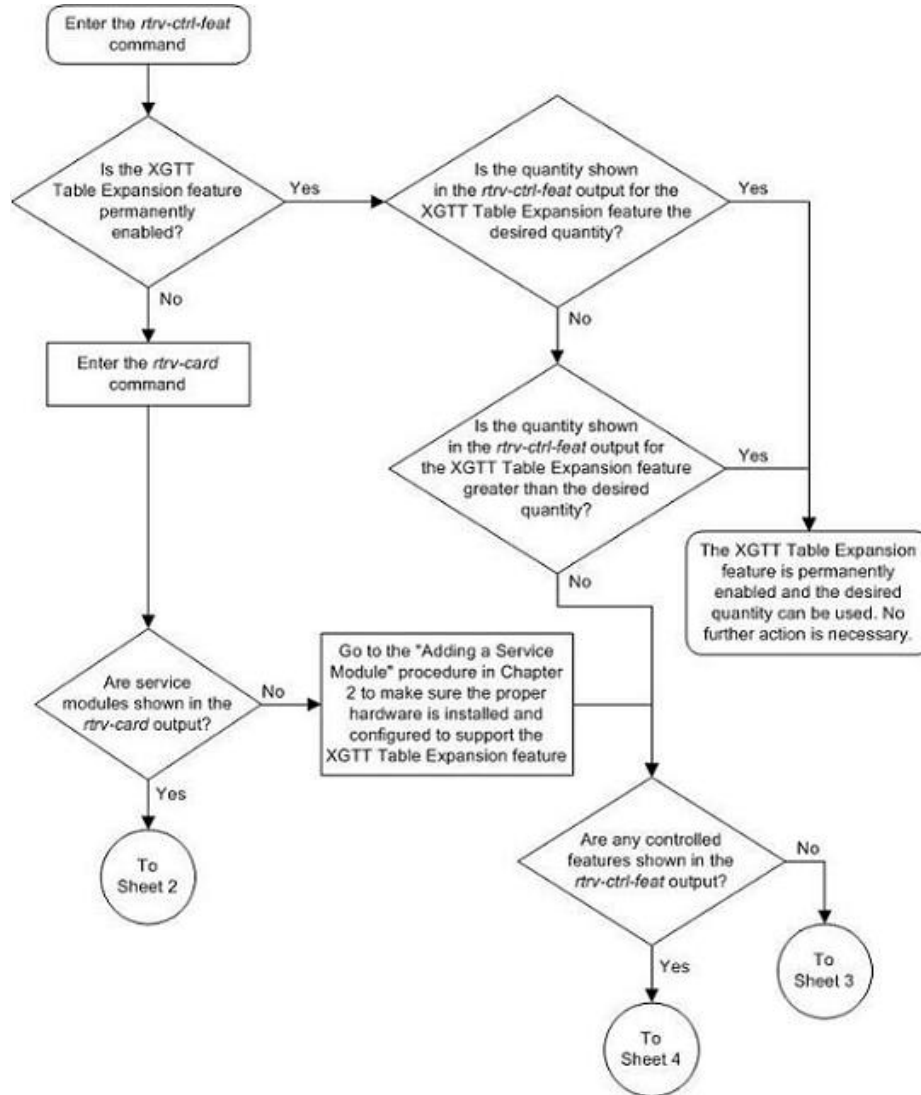 Enter the rtrv-ctrl-feat
command
Is the XGTT
Table Expansion feature
permanently
enabled?
Yes
No
Is the quantity shown
in the rtrv-ctrl-feat output for the
XGTT Table Expansion feature the
desired quantity?
Yes
No
Enter the rtrv-card
command
Is the quantity shown
in the rtrv-ctrl-feat output for
the XGTT Table Expansion feature
greater than the desired
quantity?
Yes
No
The XGTT Table Expansion
feature is permanently
enabled and the desired
quantity can be used. No
further action is necessary.
Are service
modules shown in the
rtrv-card output?
No
Yes
Go to the "Adding a Service
Module" procedure in Chapter
2 to make sure the proper
hardware is installed and
configured to support the
XGTT Table Expansion feature
To
Sheet 2
Are any controlled
features shown in the
rtrv-ctrl-feat output?
No
Yes
To
Sheet 3
To
Sheet 4